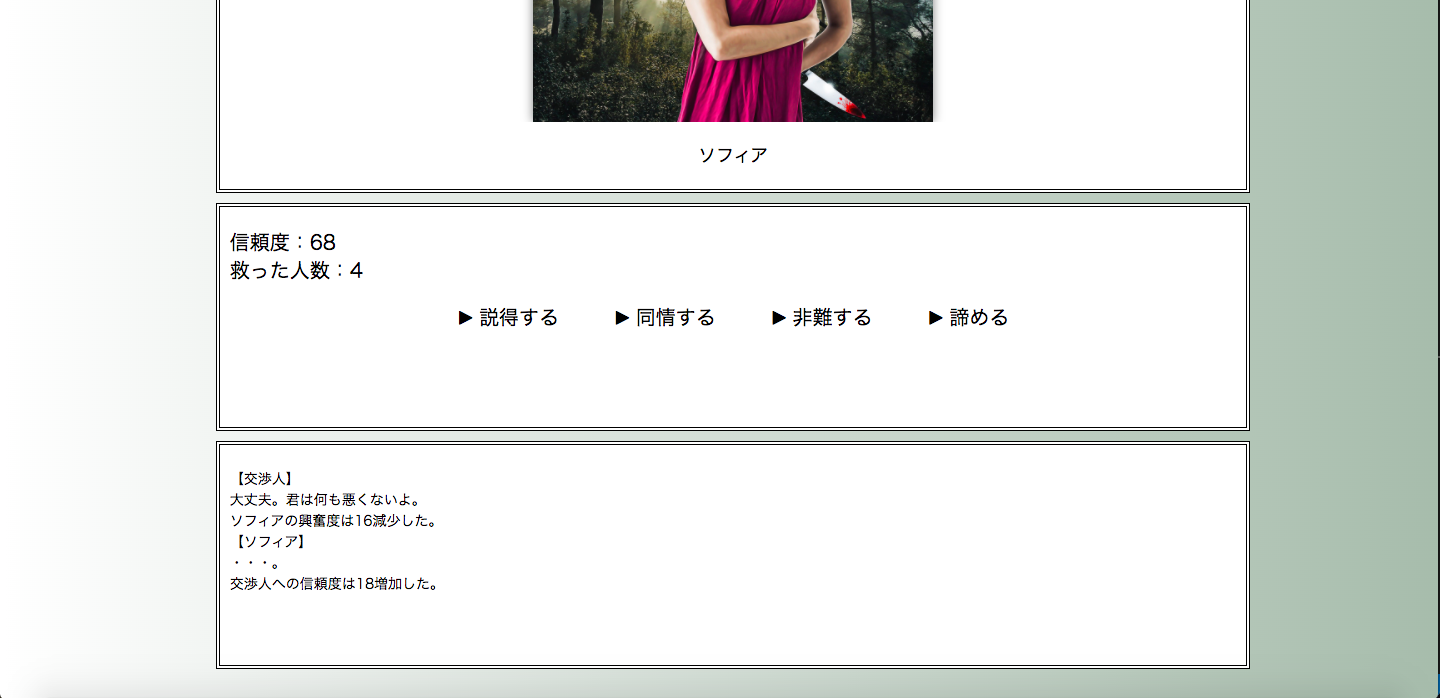 ソフィア
信頼度：68
救った人数：4
▶ 説得する ▶ 同情する ▶ 非難する ▶ 諦める
【交渉人】
大丈夫。君は何も悪くないよ。
ソフィアの興奮度は16減少した。
【ソフィア】
・・・。
交渉人への信頼度は18増加した。